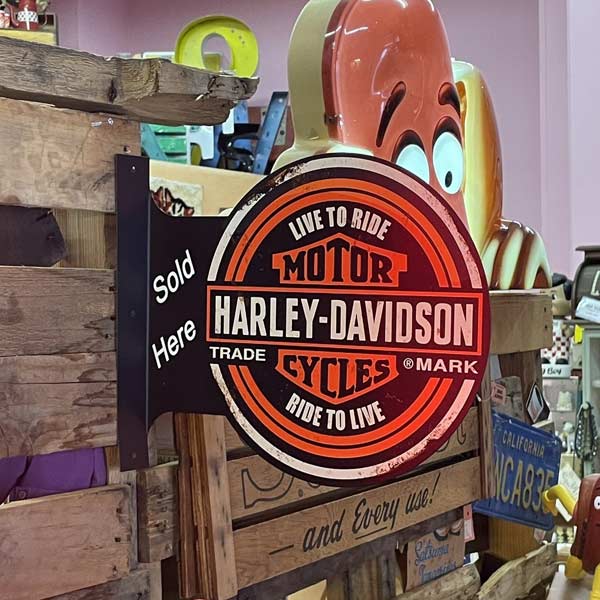 Sold
Here
LIVE TO RIDE
MOTOR
HARLEY-DAVIDSON
TRADE
® MARK
CYCLES
RIDE TO LIVE
and Every use!
CALIFORNIA